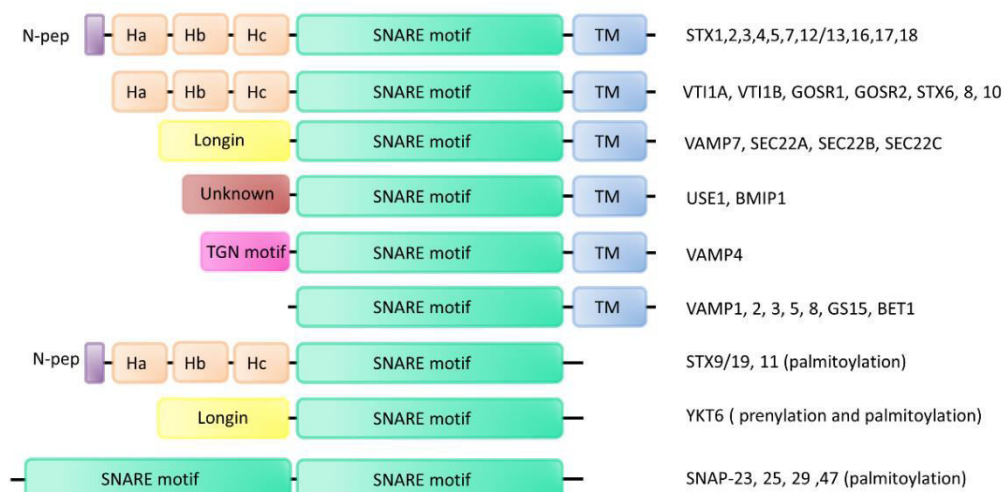 N-pep Ha Hb Hc SNARE motif TM STX1,2,3,4,5,7,12/13,16,17,18
Ha Hb Hc SNARE motif TM VTI1A, VTI1B, GOSR1, GOSR2, STX6, 8, 10
Longin SNARE motif TM VAMP7, SEC22A, SEC22B, SEC22C
Unknown SNARE motif TM USE1, BMIP1
TGN motif SNARE motif TM VAMP4
SNARE motif TM VAMP1, 2, 3, 5, 8, GS15, BET1
N-pep Ha Hb Hc SNARE motif STX9/19, 11 (palmitoylation)
Longin SNARE motif YKT6 ( prenylation and palmitoylation)
SNARE motif SNARE motif SNAP-23, 25, 29 ,47 (palmitoylation)